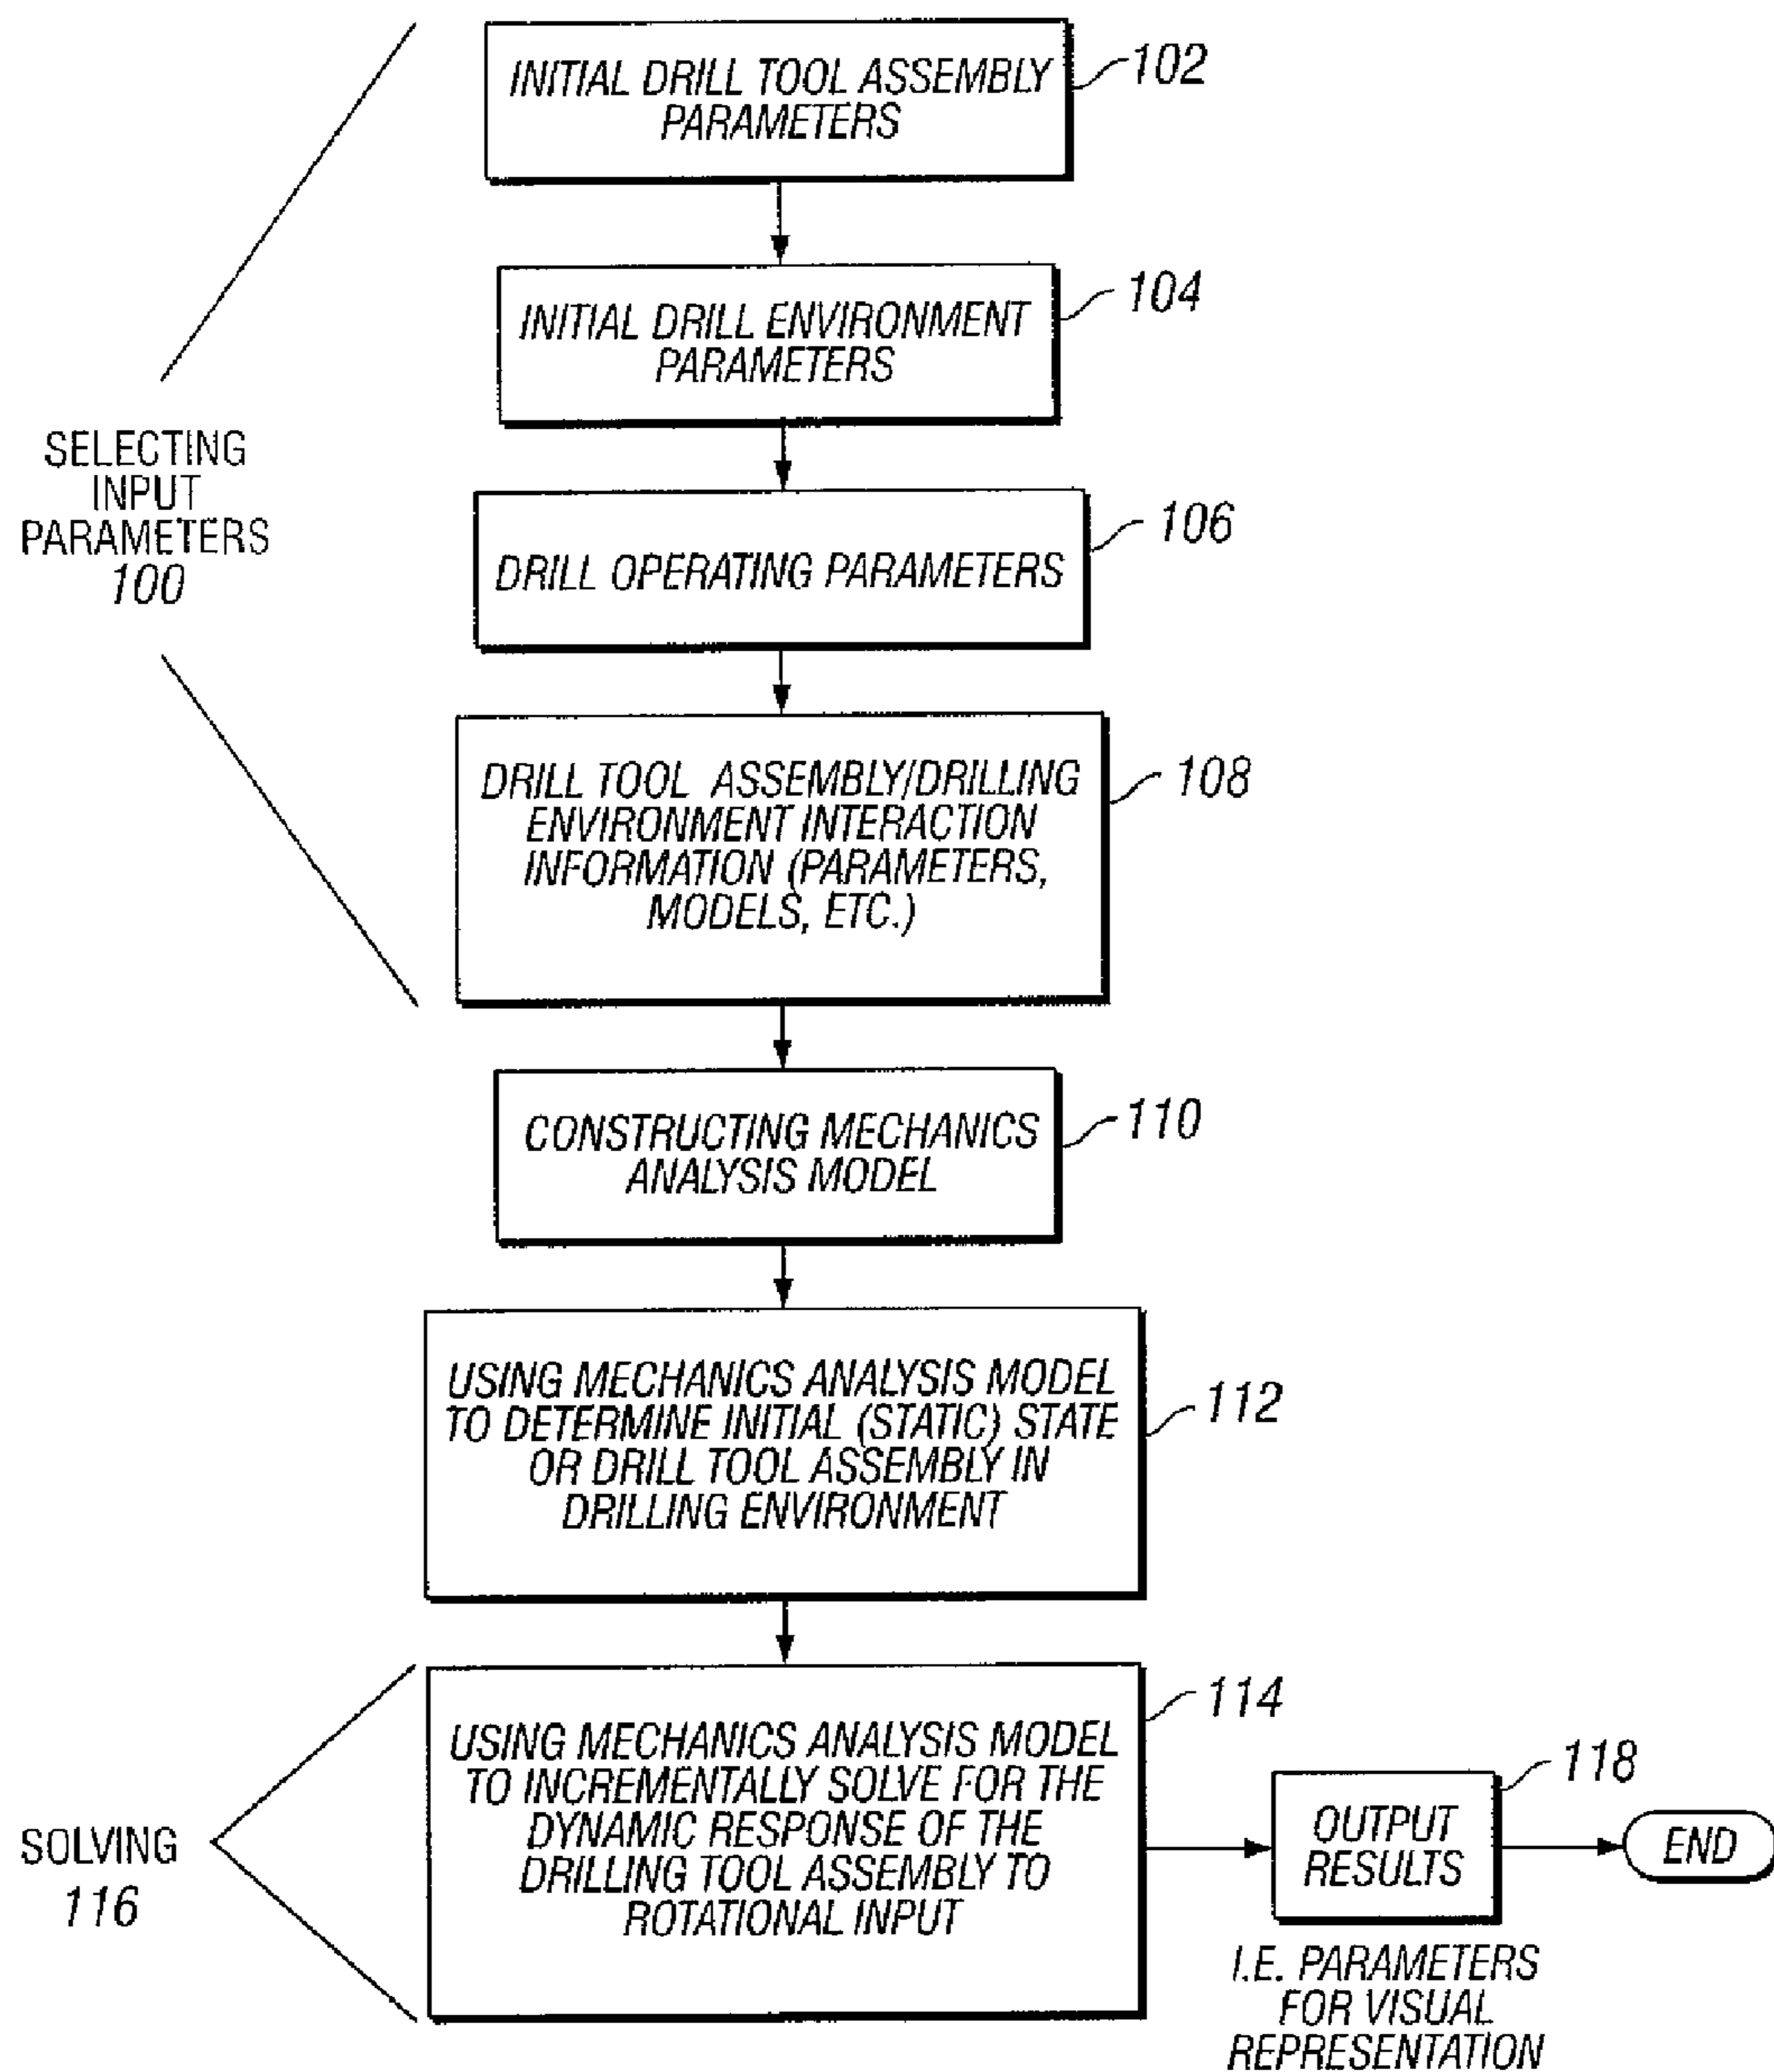 INITIAL DRILL TOOL ASSEMBLY
PARAMETERS
102
INITIAL DRILL ENVIRONMENT
PARAMETERS
104
SELECTING
INPUT
PARAMETERS
100
DRILL OPERATING PARAMETERS
106
DRILL TOOL ASSEMBLY/DRILLING
ENVIRONMENT INTERACTION
INFORMATION (PARAMETERS,
MODELS, ETC.)
108
CONSTRUCTING MECHANICS
ANALYSIS MODEL
110
USING MECHANICS ANALYSIS MODEL
TO DETERMINE INITIAL (STATIC) STATE
OR DRILL TOOL ASSEMBLY IN
DRILLING ENVIRONMENT
112
SOLVING
116
USING MECHANICS ANALYSIS MODEL
TO INCREMENTALLY SOLVE FOR THE
DYNAMIC RESPONSE OF THE
DRILLING TOOL ASSEMBLY TO
ROTATIONAL INPUT
114
OUTPUT
RESULTS
118
END
I.E. PARAMETERS
FOR VISUAL
REPRESENTATION